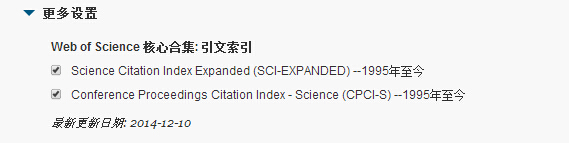 更多设置
Web of Science 核心合集: 引文索引
Science Citation Index Expanded (SCI-EXPANDED) --1995年至今
Conference Proceedings Citation Index - Science (CPCI-S) --1995年至今
最新更新日期: 2014-12-10